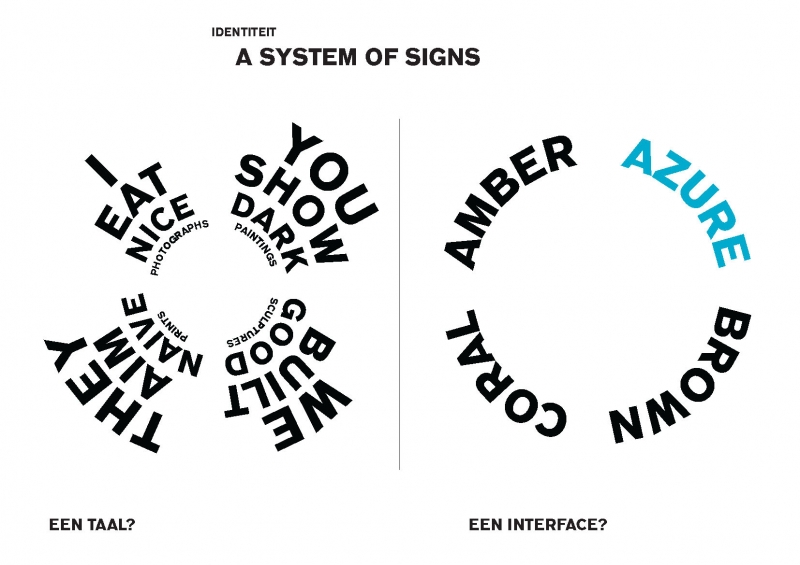 IDENTITEIT
A SYSTEM OF SIGNS
I
EAT
NICE
PHOTOGRAPHS
YOU
SHOW
DARK
PAINTINGS
THEY
AIM
NAIVE
PRINTS
WE
BUILT
GOOD
SCULPTURES
AMBER
AZURE
BROWN
CORAL
EEN TAAL?
EEN INTERFACE?